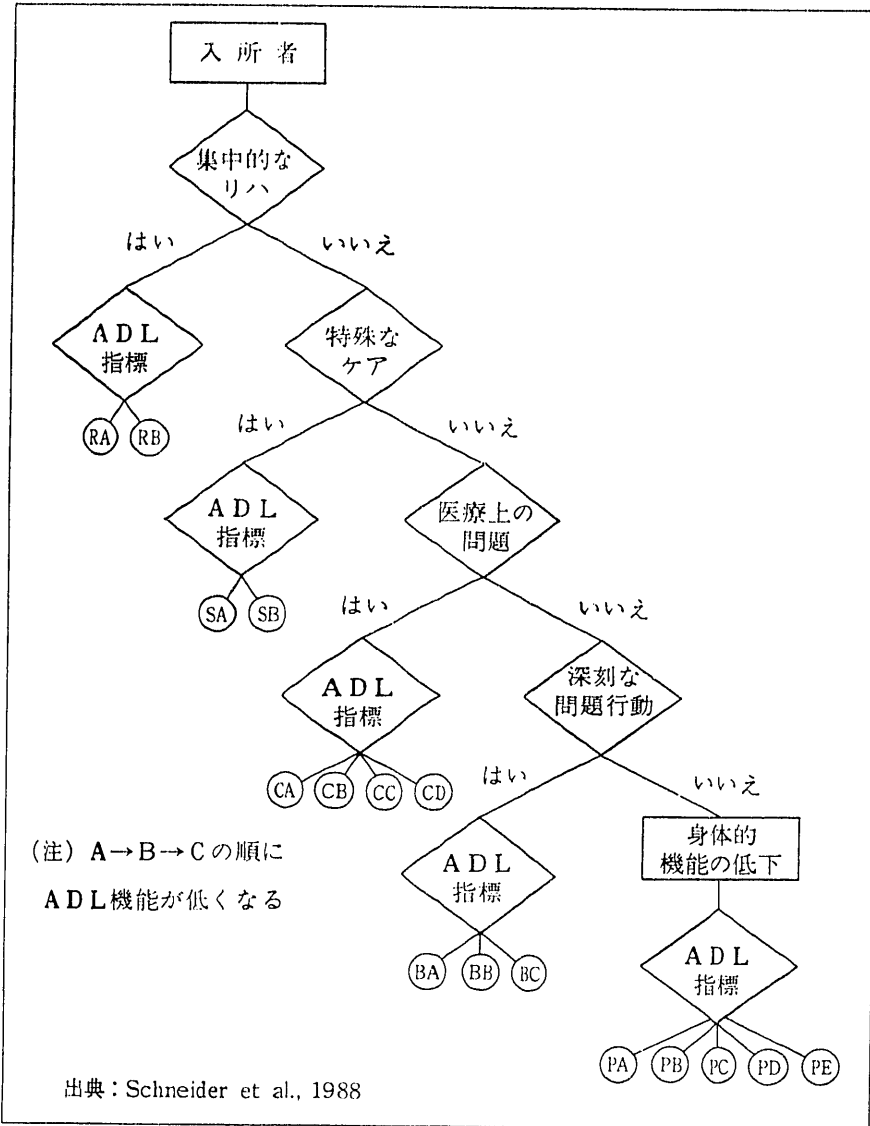 入所者
集中的な
リハ
はい
いいえ
ADL
指標
特殊な
ケア
RA
RB
はい
いいえ
ADL
指標
医療上の
問題
SA
SB
はい
いいえ
ADL
指標
深刻な
問題行動
CA
CB
CC
CD
はい
いいえ
ADL
指標
身体的
機能の低下
BA
BB
BC
ADL
指標
PA
PB
PC
PD
PE
(注) A→B→Cの順に
ADL機能が低くなる
出典：Schneider et al., 1988